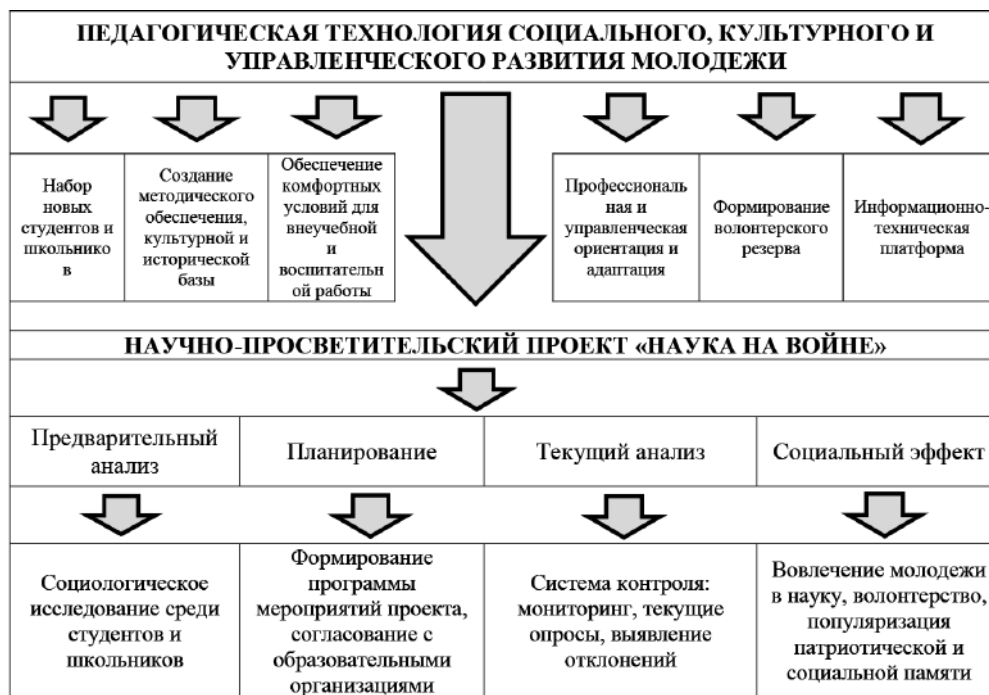 ПЕДАГОГИЧЕСКАЯ ТЕХНОЛОГИЯ СОЦИАЛЬНОГО, КУЛЬТУРНОГО И
УПРАВЛЕНЧЕСКОГО РАЗВИТИЯ МОЛОДЕЖИ
Набор
новых
студентов и
школьнико
в
Создание
методического
обеспечения,
культурной и
исторической
базы
Обеспечение
комфортных
условий для
внеучебной
и
воспитательн
ой работы
Профессиональ
ная и
управленческая
ориентация и
адаптация
Формирование
волонтерского
резерва
Информационно-
техническая
платформа
НАУЧНО-ПРОСВЕТИТЕЛЬСКИЙ ПРОЕКТ «НАУКА НА ВОЙНЕ»
Предварительный
анализ
Планирование
Текущий анализ
Социальный эффект
Социологическое
исследование среди
студентов и
школьников
Формирование
программы
мероприятий проекта,
согласование с
образовательными
организациями
Система контроля:
мониторинг, текущие
опросы, выявление
отклонений
Вовлечение молодежи
в науку, волонтерство,
популяризация
патриотической и
социальной памяти